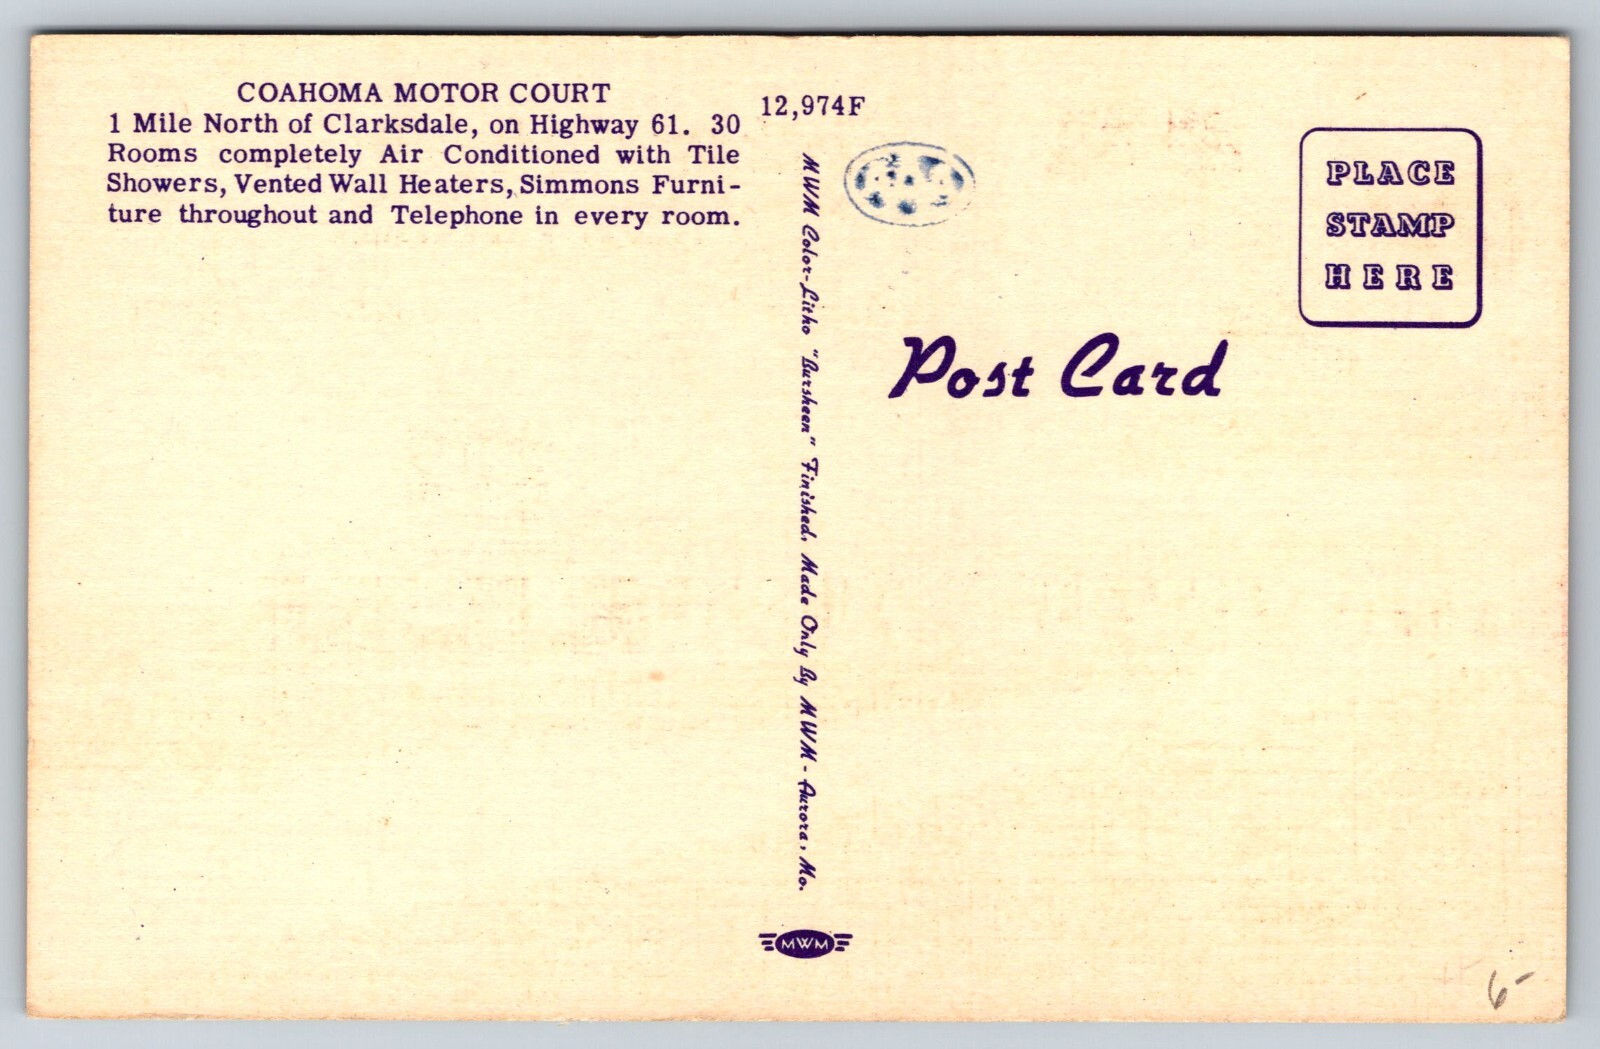 COAHOMA MOTOR COURT
1 Mile North of Clarksdale, on Highway 61. 30
Rooms completely Air Conditioned with Tile
Showers, Vented Wall Heaters, Simmons Furni-
ture throughout and Telephone in every room.
12,974F
MWM Color-Litho "Bursheen" Finished, Made Only By MWM - Aurora, Mo.
MWM
PLACE
STAMP
HERE
Post Card
6-